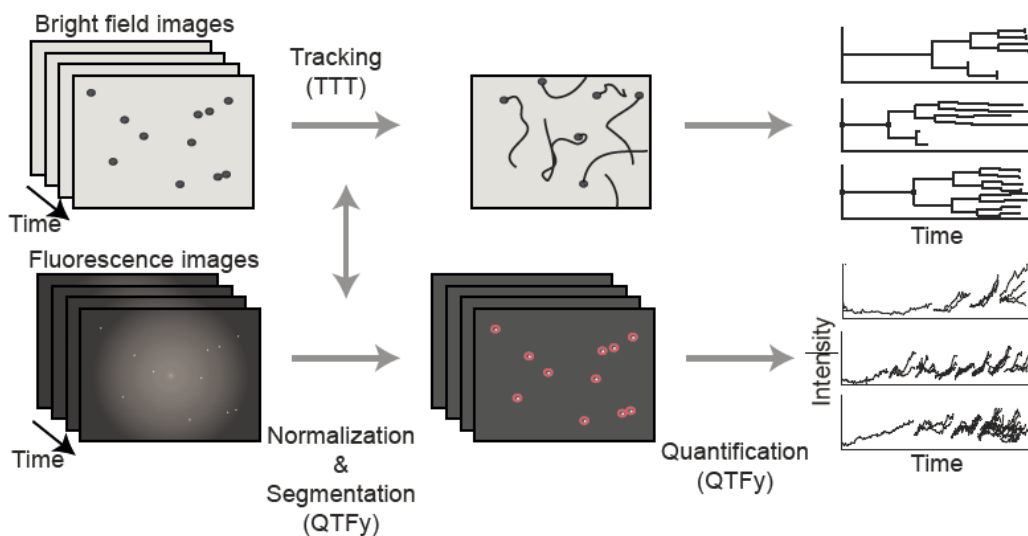 Bright field images
Tracking
(TTT)
Time
Time
Fluorescence images
Time
Normalization
&
Segmentation
(QTFy)
Quantification
(QTFy)
Intensity
Time